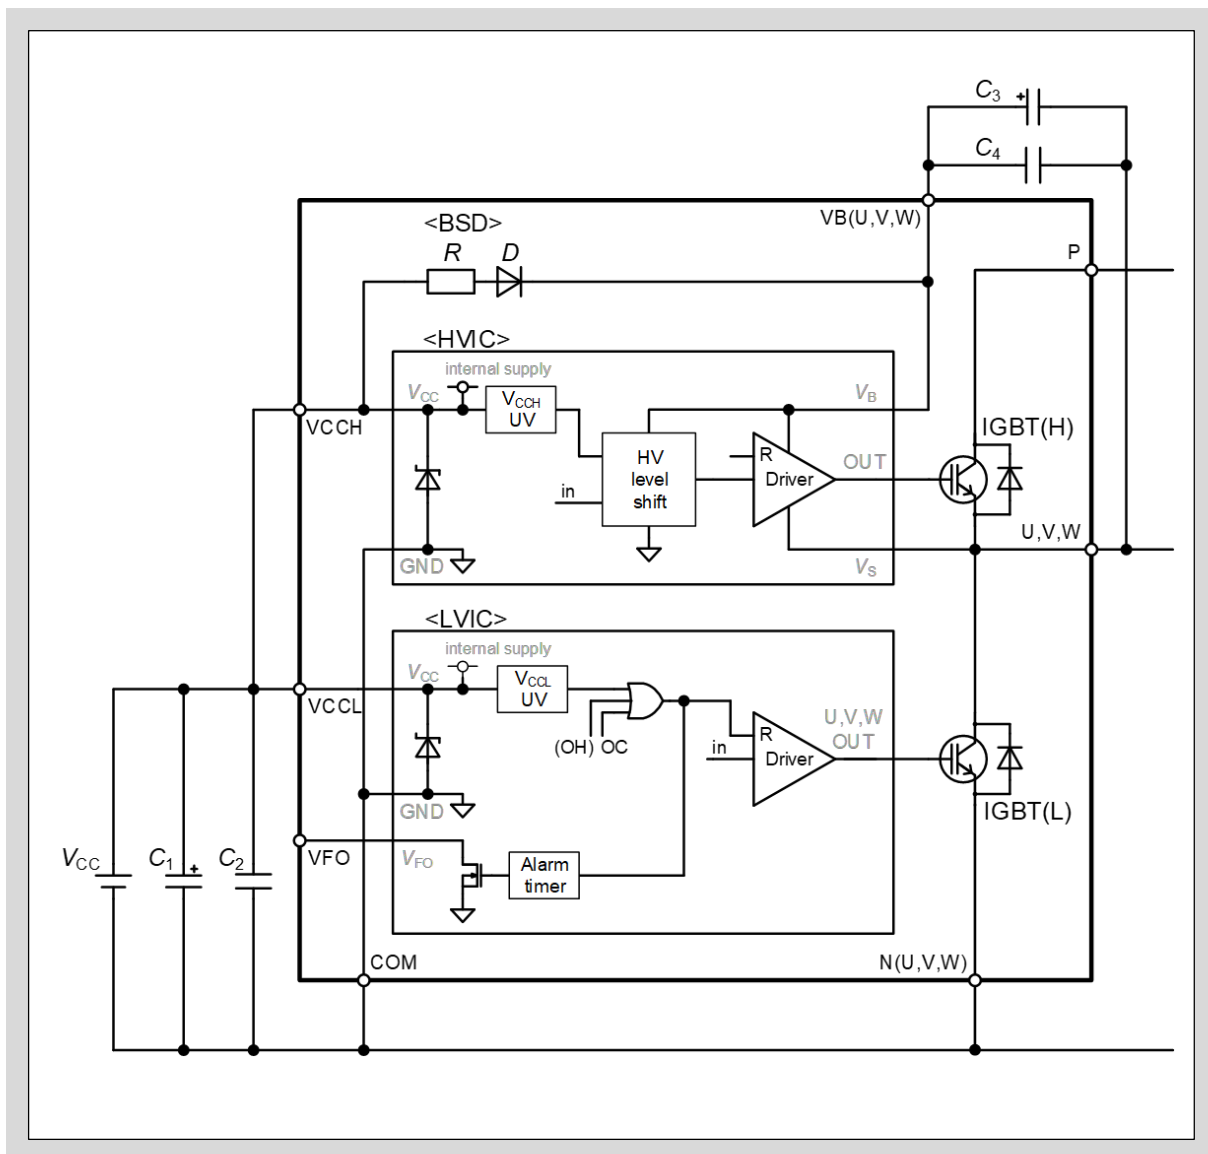 C3 +
C4
VB(U,V,W)
<BSD>
R D
P
<HVIC>
internal supply
VCC
VCCH
UV
VB
VCCH
IGBT(H)
HV
level
shift
R
Driver
OUT
in
U,V,W
GND
VS
<LVIC>
internal supply
VCC
VCCL
UV
VCCL
(OH) OC
in
R
Driver
U,V,W
OUT
GND
IGBT(L)
VFO
VFO
Alarm
timer
VCC
C1 +
C2
COM
N(U,V,W)